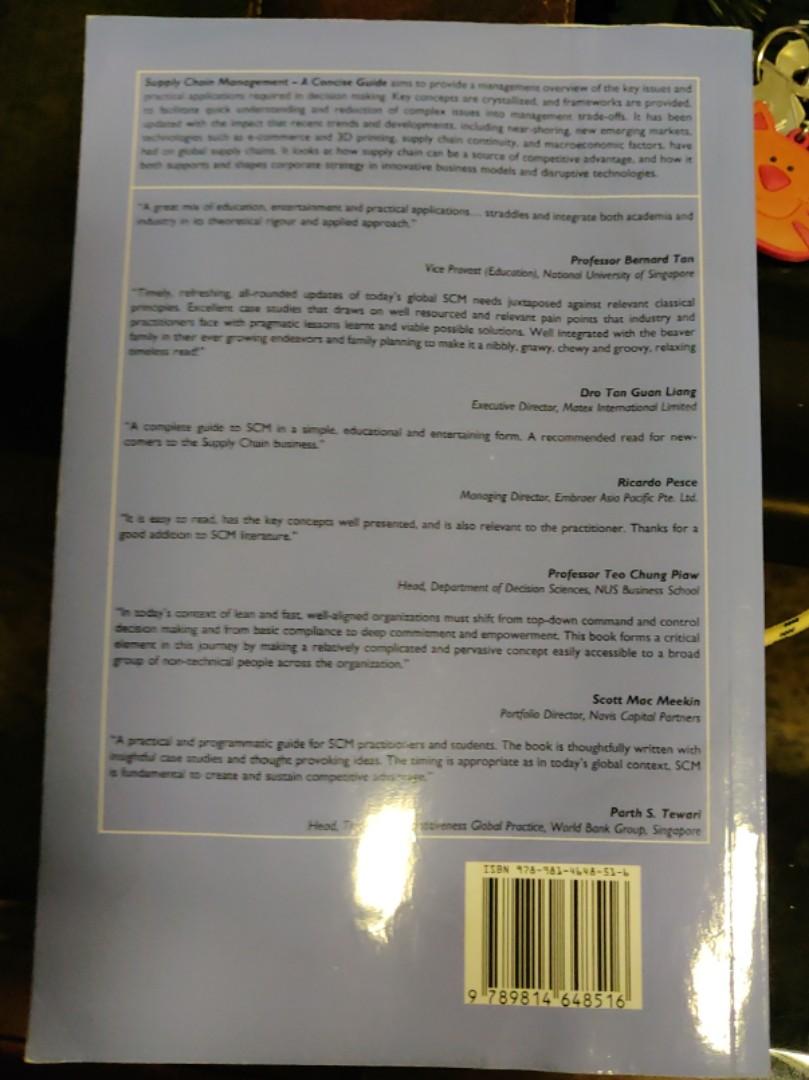 Supply Chain Management – A Concise Guide aims to provide a management overview of the key issues and
practical applications required in decision making. Key concepts are crystallized, and frameworks are provided,
to facilitate quick understanding and reduction of complex issues into management trade-offs. It has been
updated with the impact that recent trends and developments, including near-shoring, new emerging markets,
technologies such as e-commerce and 3D printing, supply chain continuity, and macroeconomic factors, have
had on global supply chains. It looks at how supply chain can be a source of competitive advantage, and how it
both supports and shapes corporate strategy in innovative business models and disruptive technologies.
"A great mix of education, entertainment and practical applications... straddles and integrate both academia and
industry in its theoretical rigour and applied approach."
Professor Bernard Tan
Vice Provost (Education), National University of Singapore
"Timely, refreshing, all-rounded updates of today's global SCM needs juxtaposed against relevant classical
principles. Excellent case studies that draws on well resourced and relevant pain points that industry and
practitioners face with pragmatic lessons learnt and viable possible solutions. Well integrated with the beaver
family in their ever growing endeavors and family planning to make it a nibbly, gnawy, chewy and groovy, relaxing
timeless read!"
Dro Tan Guan Liang
Executive Director, Matex International Limited
"A complete guide to SCM in a simple, educational and entertaining form. A recommended read for new-
comers to the Supply Chain business."
Ricardo Pesce
Managing Director, Embraer Asia Pacific Pte. Ltd.
"It is easy to read, has the key concepts well presented, and is also relevant to the practitioner. Thanks for a
good addition to SCM literature."
Professor Teo Chung Piaw
Head, Department of Decision Sciences, NUS Business School
"In today's context of lean and fast, well-aligned organizations must shift from top-down command and control
decision making and from basic compliance to deep commitment and empowerment. This book forms a critical
element in this journey by making a relatively complicated and pervasive concept easily accessible to a broad
group of non-technical people across the organization."
Scott Mac Meekin
Portfolio Director, Navis Capital Partners
"A practical and programmatic guide for SCM practitioners and students. The book is thoughtfully written with
insightful case studies and thought provoking ideas. The timing is appropriate as in today's global context, SCM
is fundamental to create and sustain competitive advantage."
Parth S. Tewari
Head, Global Practice, World Bank Group, Singapore
ISBN 978-981-4648-51-6
9 789814 648516